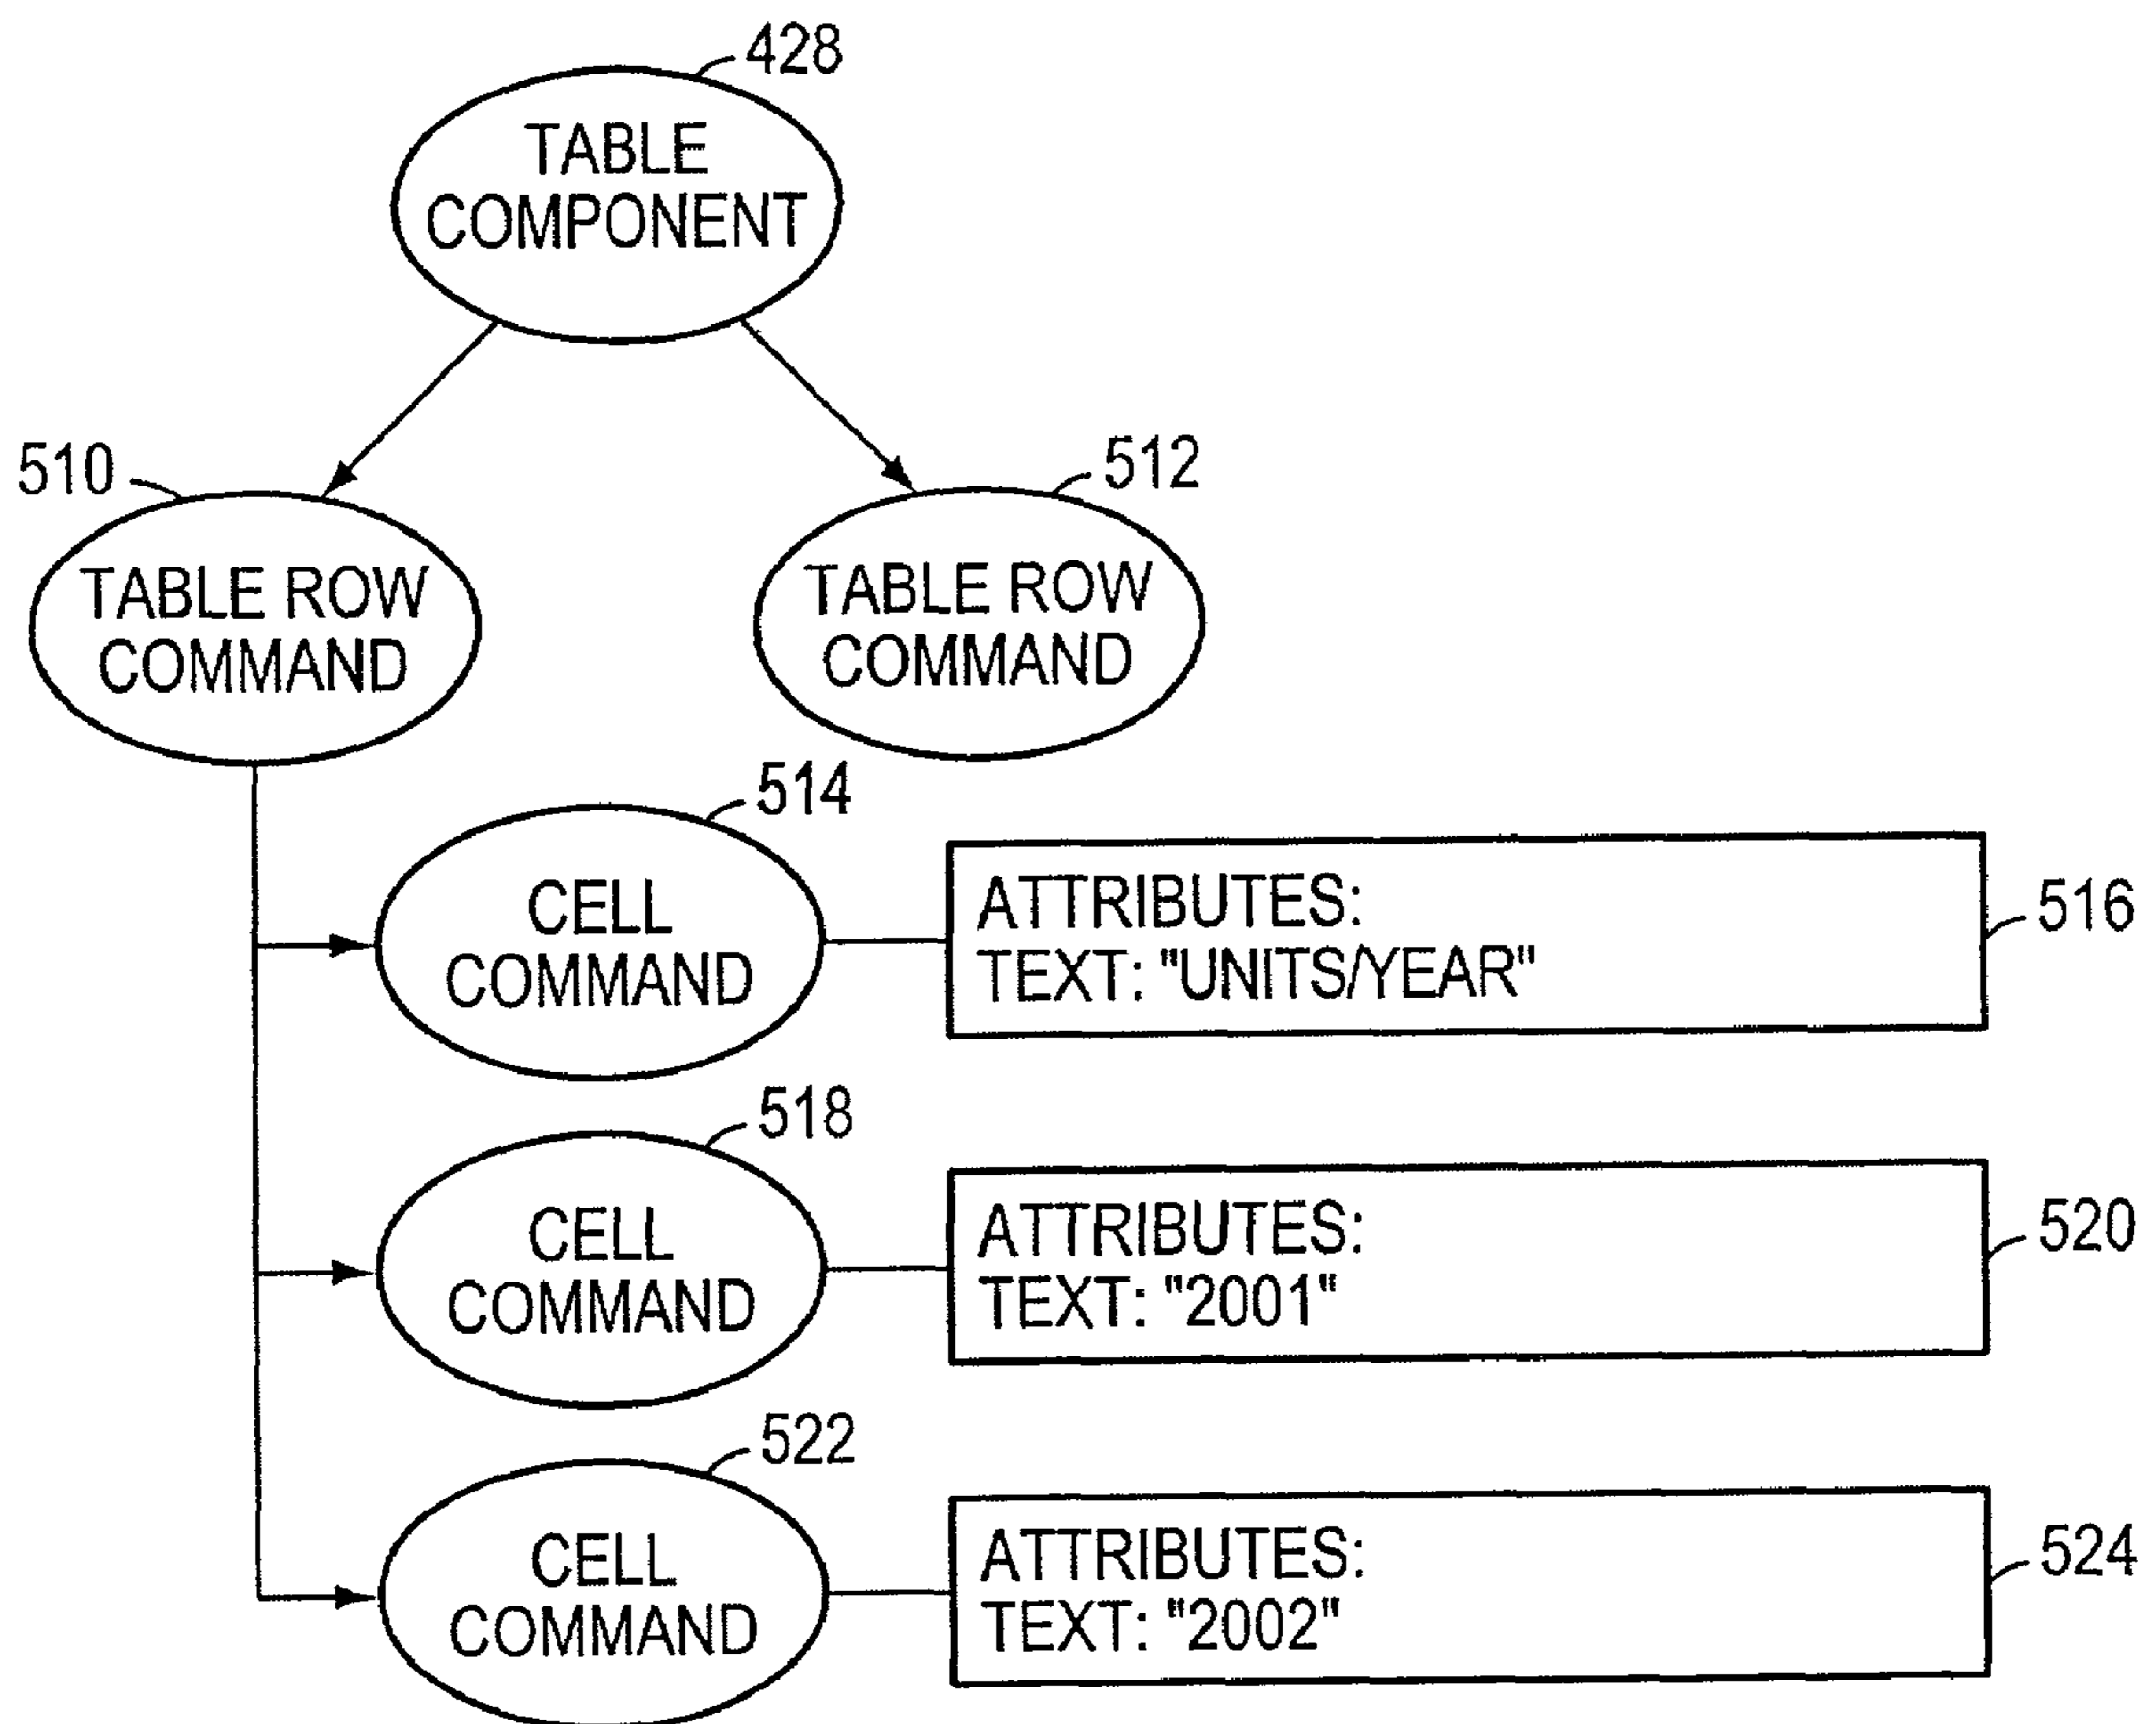 428
TABLE
COMPONENT
510
512
TABLE ROW
COMMAND
TABLE ROW
COMMAND
514
CELL
COMMAND
ATTRIBUTES:
TEXT: "UNITS/YEAR"
516
518
CELL
COMMAND
ATTRIBUTES:
TEXT: "2001"
520
522
CELL
COMMAND
ATTRIBUTES:
TEXT: "2002"
524